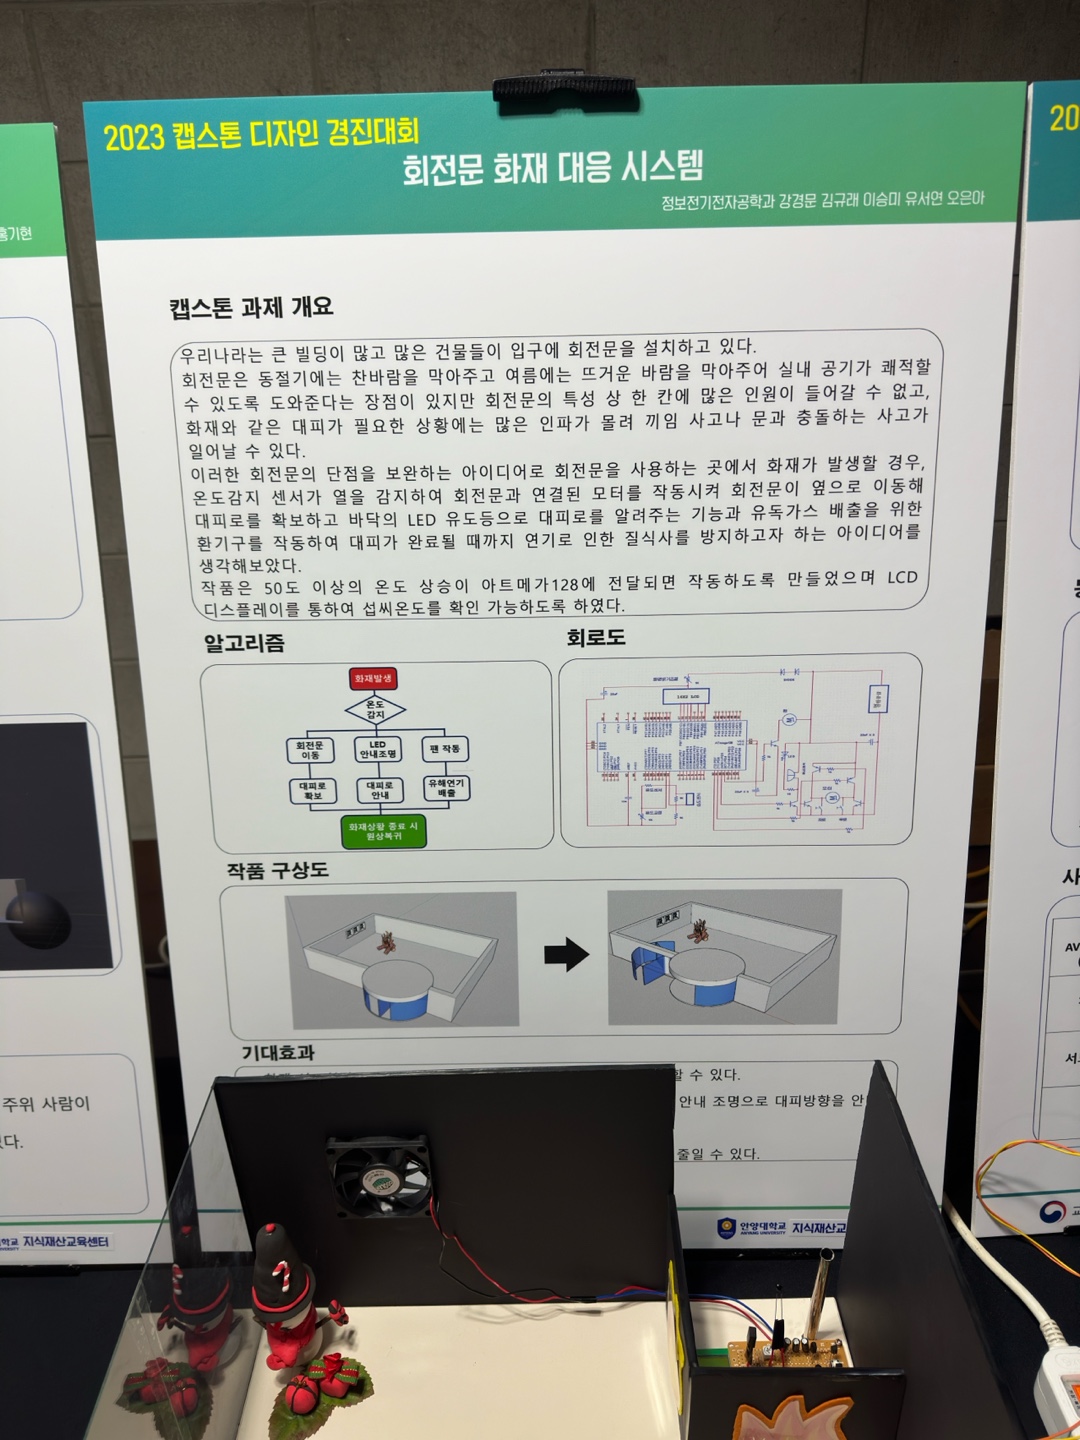 2023 캡스톤 디자인 경진대회
회전문 화재 대응 시스템
정보전기전자공학과 강경문 김규래 이승미 유서연 오은아
홍기현
20
캡스톤 과제 개요
우리나라는 큰 빌딩이 많고 많은 건물들이 입구에 회전문을 설치하고 있다.
회전문은 동절기에는 찬바람을 막아주고 여름에는 뜨거운 바람을 막아주어 실내 공기가 쾌적할
수 있도록 도와준다는 장점이 있지만 회전문의 특성 상 한 칸에 많은 인원이 들어갈 수 없고,
화재와 같은 대피가 필요한 상황에는 많은 인파가 몰려 끼임 사고나 문과 충돌하는 사고가
일어날 수 있다.
이러한 회전문의 단점을 보완하는 아이디어로 회전문을 사용하는 곳에서 화재가 발생할 경우,
온도감지 센서가 열을 감지하여 회전문과 연결된 모터를 작동시켜 회전문이 옆으로 이동해
대피로를 확보하고 바닥의 LED 유도등으로 대피로를 알려주는 기능과 유독가스 배출을 위한
환기구를 작동하여 대피가 완료될 때까지 연기로 인한 질식사를 방지하고자 하는 아이디어를
생각해보았다.
작품은 50도 이상의 온도 상승이 아트메가128에 전달되면 작동하도록 만들었으며 LCD
디스플레이를 통하여 섭씨온도를 확인 가능하도록 하였다.
알고리즘
화재발생
온도
감지
회전문
이동
LED
안내조명
팬 작동
대피로
확보
대피로
안내
유해연기
배출
화재상황 종료 시
원상복귀
회로도
작품 구상도
기대효과
할 수 있다.
안내 조명으로 대피방향을 안
줄일 수 있다.
안양대학교
ANYANG UNIVERSITY
지식재산교
주위 사람이
다.
학교 지식재산교육센터
AV
서